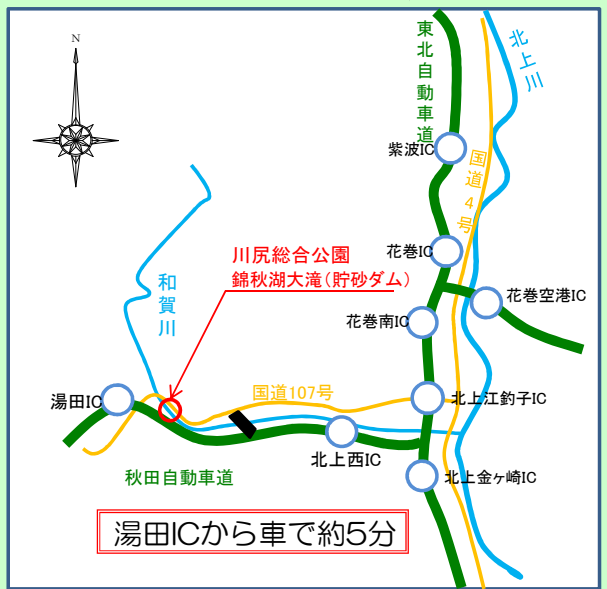 N
東北自動車道
北上川
紫波IC
国道4号
花巻IC
川尻総合公園
錦秋湖大滝(貯砂ダム)
和賀川
花巻空港IC
花巻南IC
湯田IC
国道107号
北上江釣子IC
北上西IC
秋田自動車道
北上金ヶ崎IC
湯田ICから車で約5分